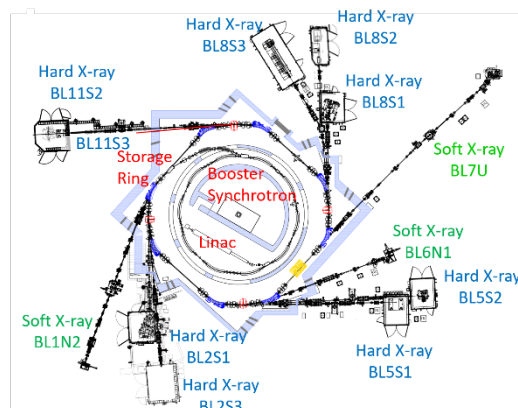 Hard X-ray
BL8S3
Hard X-ray
BL8S2
Hard X-ray
BL11S2
Hard X-ray
BL8S1
BL11S3
Storage
Ring
Booster
Synchrotron
Soft X-ray
BL7U
Linac
Soft X-ray
BL6N1
Hard X-ray
BL5S2
Soft X-ray
BL1N2
Hard X-ray
BL2S1
Hard X-ray
BL5S1
Hard X-ray
BL2S3